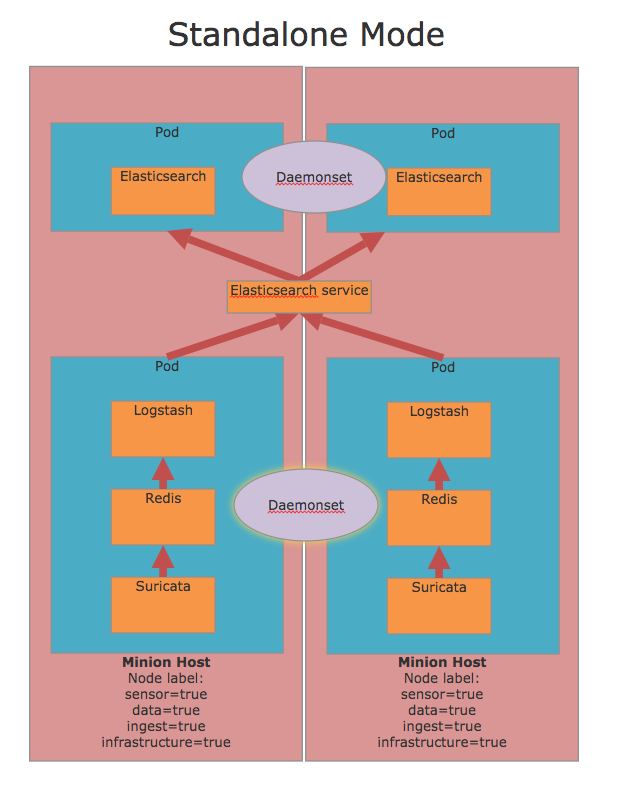 Standalone Mode
Pod
Pod
Elasticsearch
Daemonset
Elasticsearch
Elasticsearch service
Pod
Pod
Logstash
Logstash
Redis
Daemonset
Redis
Suricata
Suricata
Minion Host
Node label:
sensor=true
data=true
ingest=true
infrastructure=true
Minion Host
Node label:
sensor=true
data=true
ingest=true
infrastructure=true